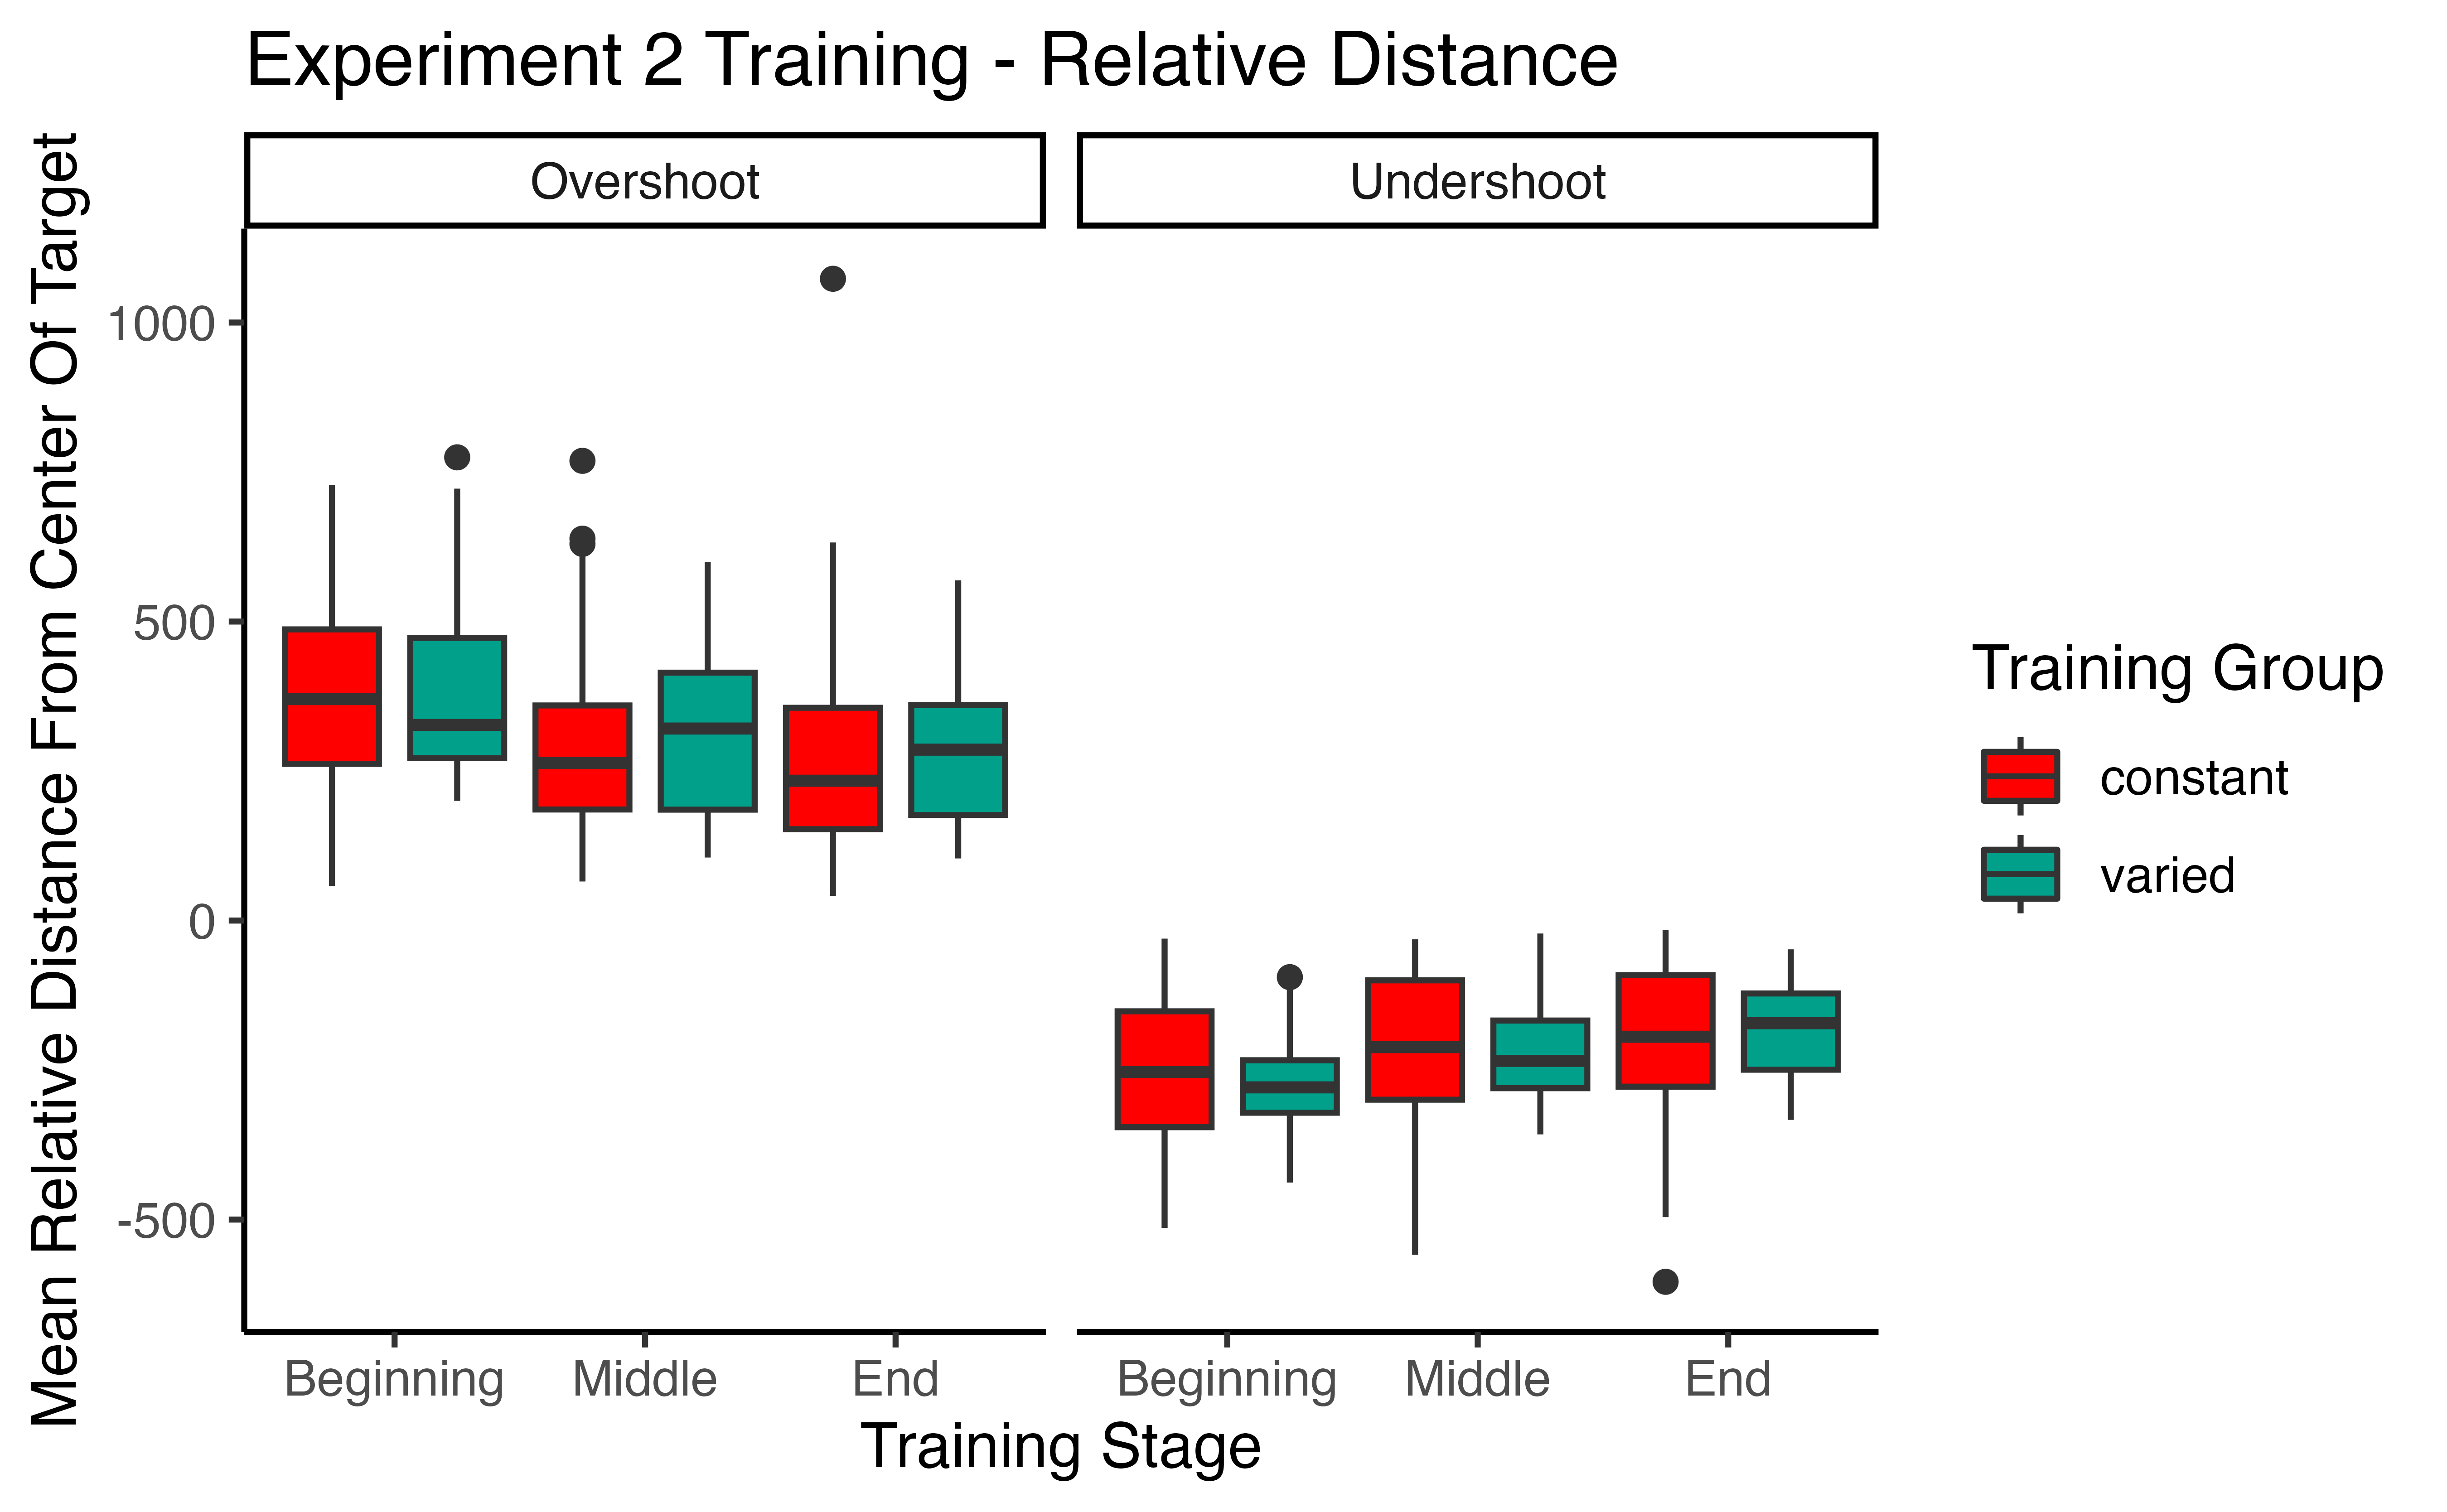 Experiment 2 Training - Relative Distance
Overshoot
Undershoot
Mean Relative Distance From Center Of Target
1000
500
0
-500
Beginning
Middle
End
Beginning
Middle
End
Training Stage
Training Group
constant
varied